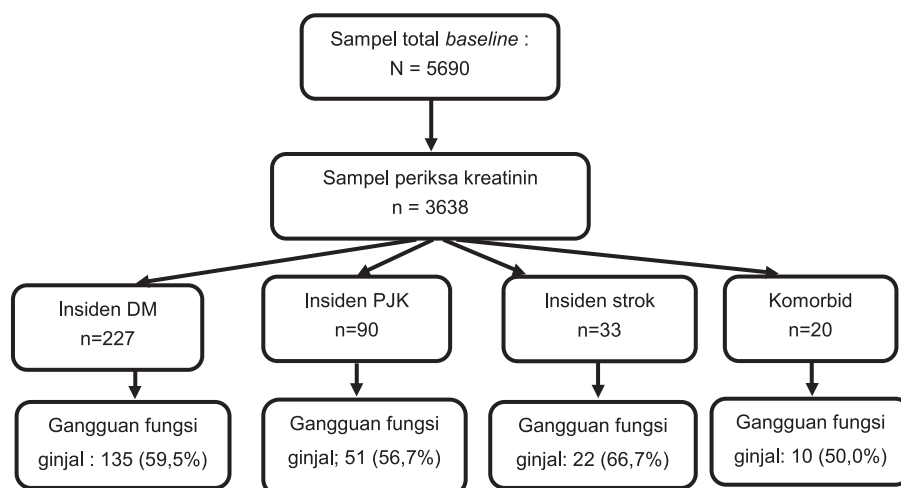 Sampel total baseline :
N = 5690
Sampel periksa kreatinin
n = 3638
Insiden DM
n=227
Insiden PJK
n=90
Insiden strok
n=33
Komorbid
n=20
Gangguan fungsi
ginjal : 135 (59,5%)
Gangguan fungsi
ginjal; 51 (56,7%)
Gangguan fungsi
ginjal: 22 (66,7%)
Gangguan fungsi
ginjal: 10 (50,0%)